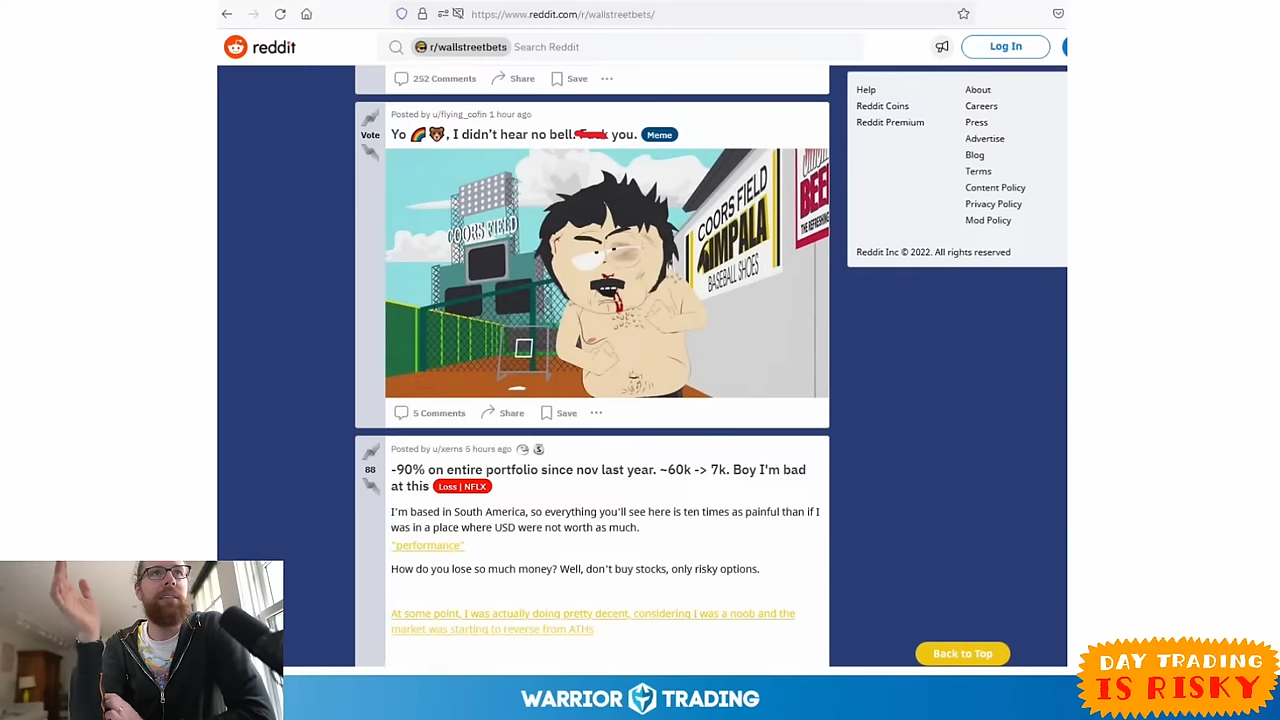 https://www.reddit.com/r/wallstreetbets/
reddit
r/wallstreetbets Search Reddit
Log In
252 Comments Share Save
Posted by u/flying_cofin 1 hour ago
Vote
Yo 🌈🐻, I didn't hear no bell. you. Meme
COORS FIELD
COORS FIELD
IMPALA
BASEBALL SHOES
BEE
THE REFRESHING
5 Comments Share Save
Posted by u/xerns 5 hours ago
88
-90% on entire portfolio since nov last year. ~60k -> 7k. Boy I'm bad
at this Loss | NFLX
I'm based in South America, so everything you'll see here is ten times as painful than if I
was in a place where USD were not worth as much.
"performance"
How do you lose so much money? Well, don't buy stocks, only risky options.
At some point, I was actually doing pretty decent, considering I was a noob and the
market was starting to reverse from ATHs
Help
Reddit Coins
Reddit Premium
About
Careers
Press
Advertise
Blog
Terms
Content Policy
Privacy Policy
Mod Policy
Reddit Inc © 2022. All rights reserved
Back to Top
WARRIOR TRADING
DAY TRADING
IS RISKY